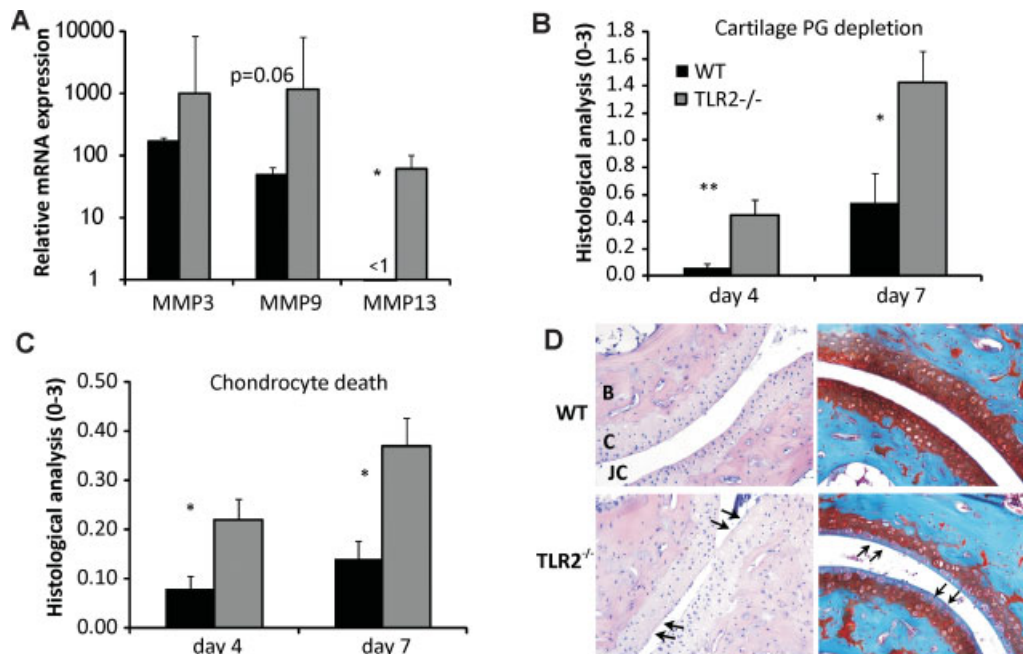 A
Relative mRNA expression
10000
1000
100
10
1
p=0.06
*
<1
MMP3 MMP9 MMP13
B
Cartilage PG depletion
Histological analysis (0-3)
1.8
1.6
1.4
1.2
1.0
0.8
0.6
0.4
0.2
0.0
WT
TLR2-/-
**
*
day 4 day 7
C
Chondrocyte death
Histological analysis (0-3)
0.50
0.40
0.30
0.20
0.10
0.00
*
*
day 4 day 7
D
WT
B
C
JC
TLR2-/-